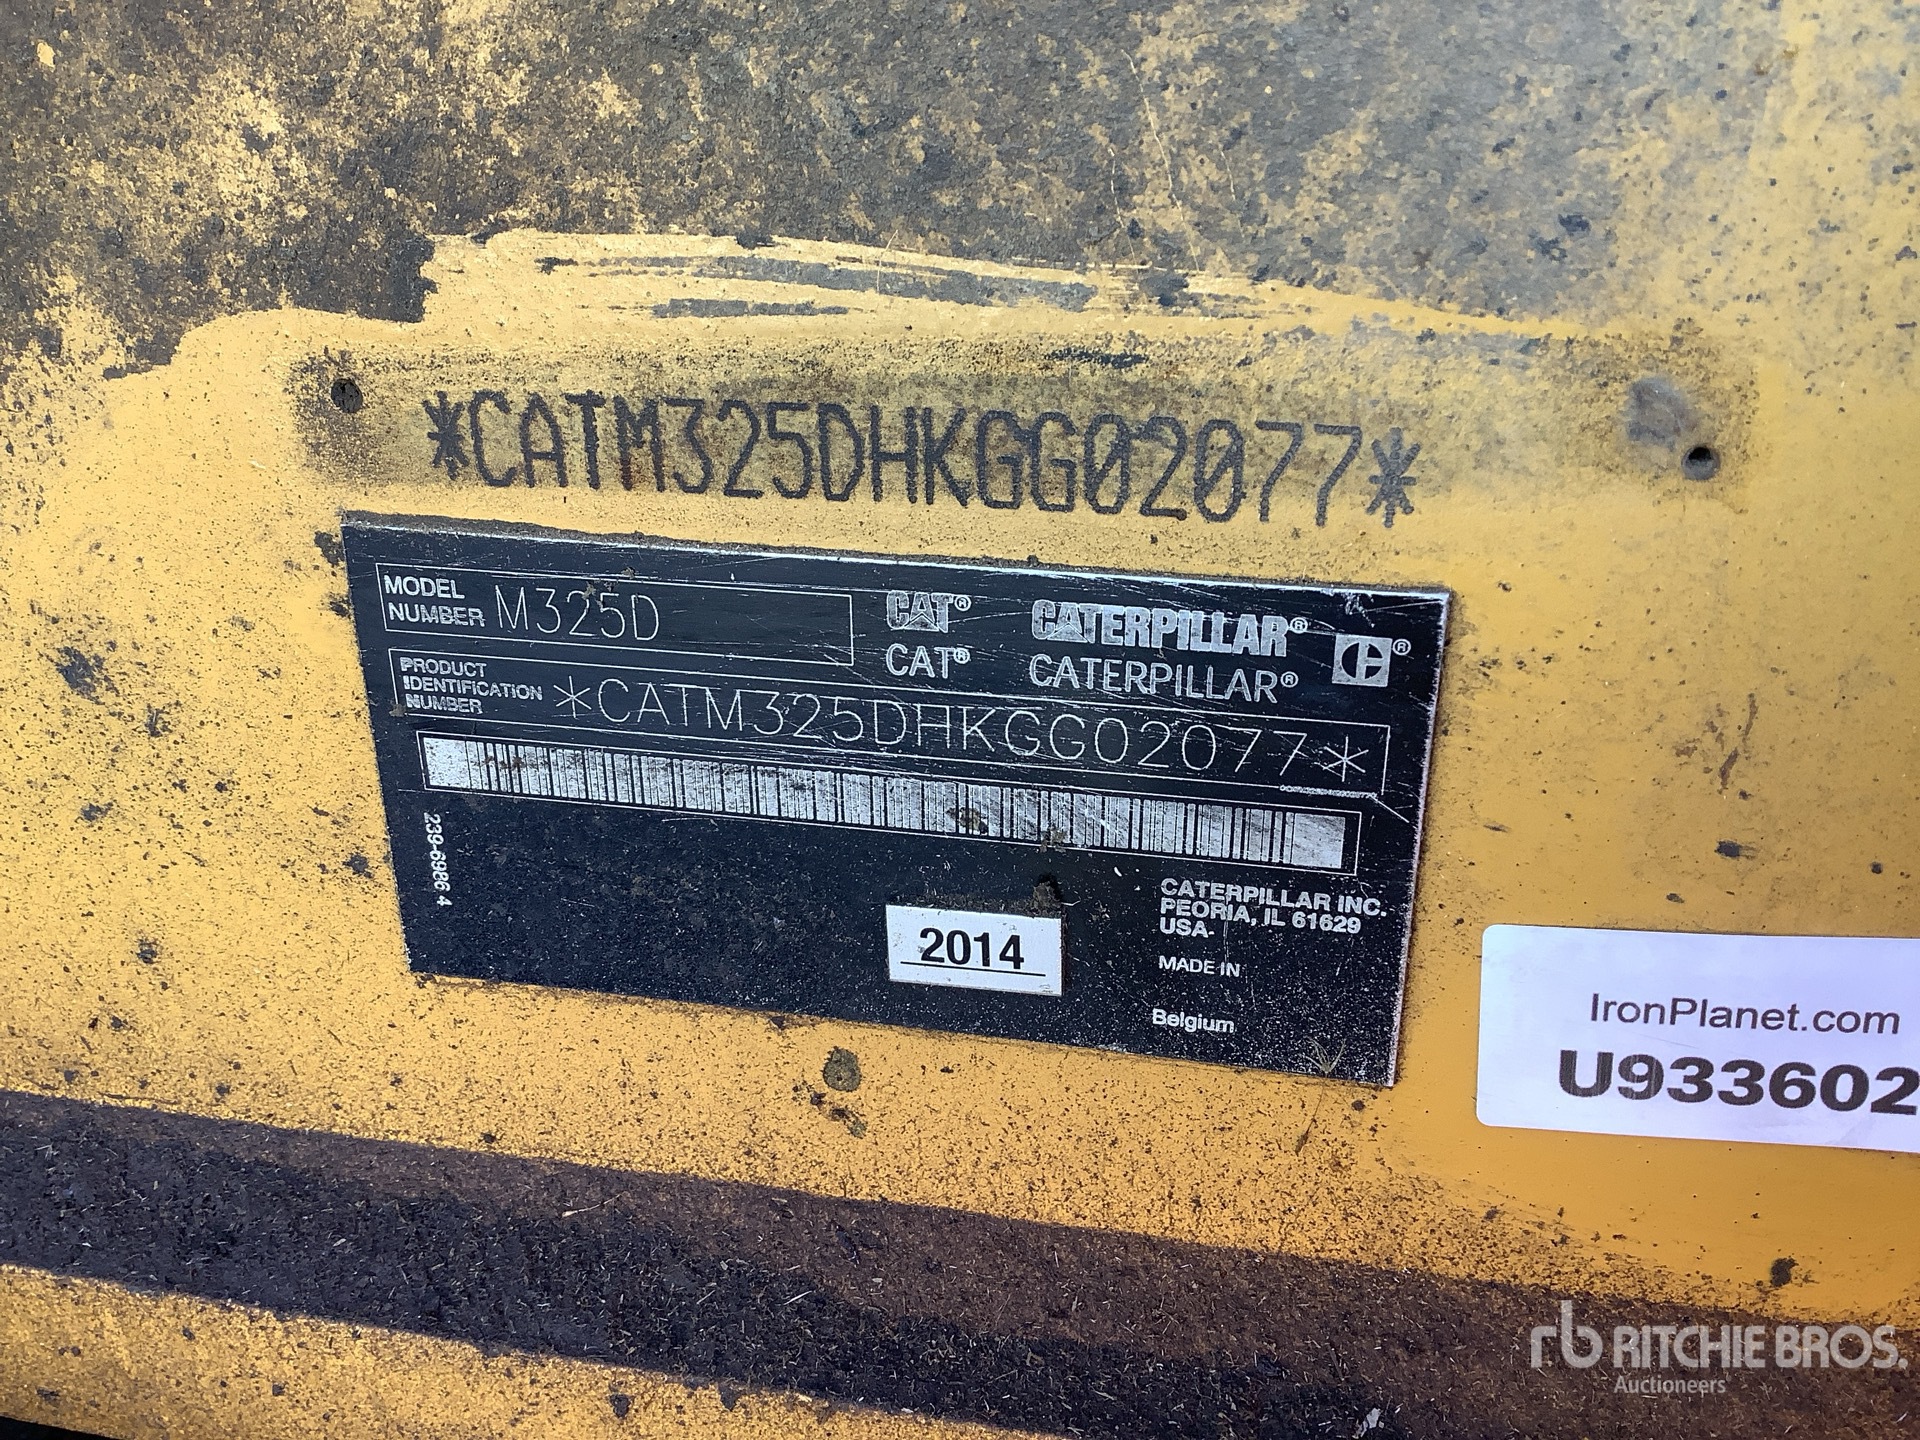 *CATM325DHKGG02077*
MODEL
NUMBER M325D
CAT® CATERPILLAR®
CAT® CATERPILLAR®
PRODUCT
IDENTIFICATION
NUMBER *CATM325DHKGG02077*
239-6986 4
2014
CATERPILLAR INC.
PEORIA, IL 61629
USA
MADE IN
Belgium
IronPlanet.com
U933602
rb RITCHIE BROS.
Auctioneers